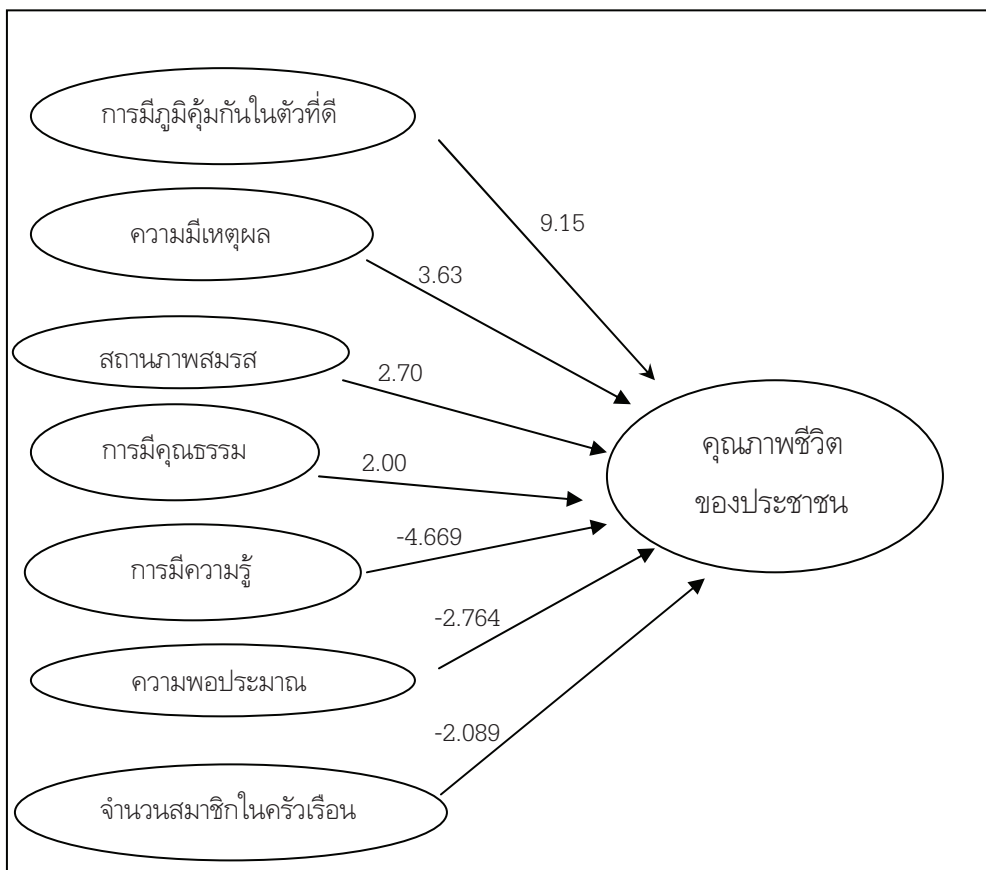 การมีภูมิคุ้มกันในตัวที่ดี
9.15
ความมีเหตุผล
3.63
สถานภาพสมรส
2.70
การมีคุณธรรม
2.00
คุณภาพชีวิต
ของประชาชน
การมีความรู้
-4.669
ความพอประมาณ
-2.764
จำนวนสมาชิกในครัวเรือน
-2.089